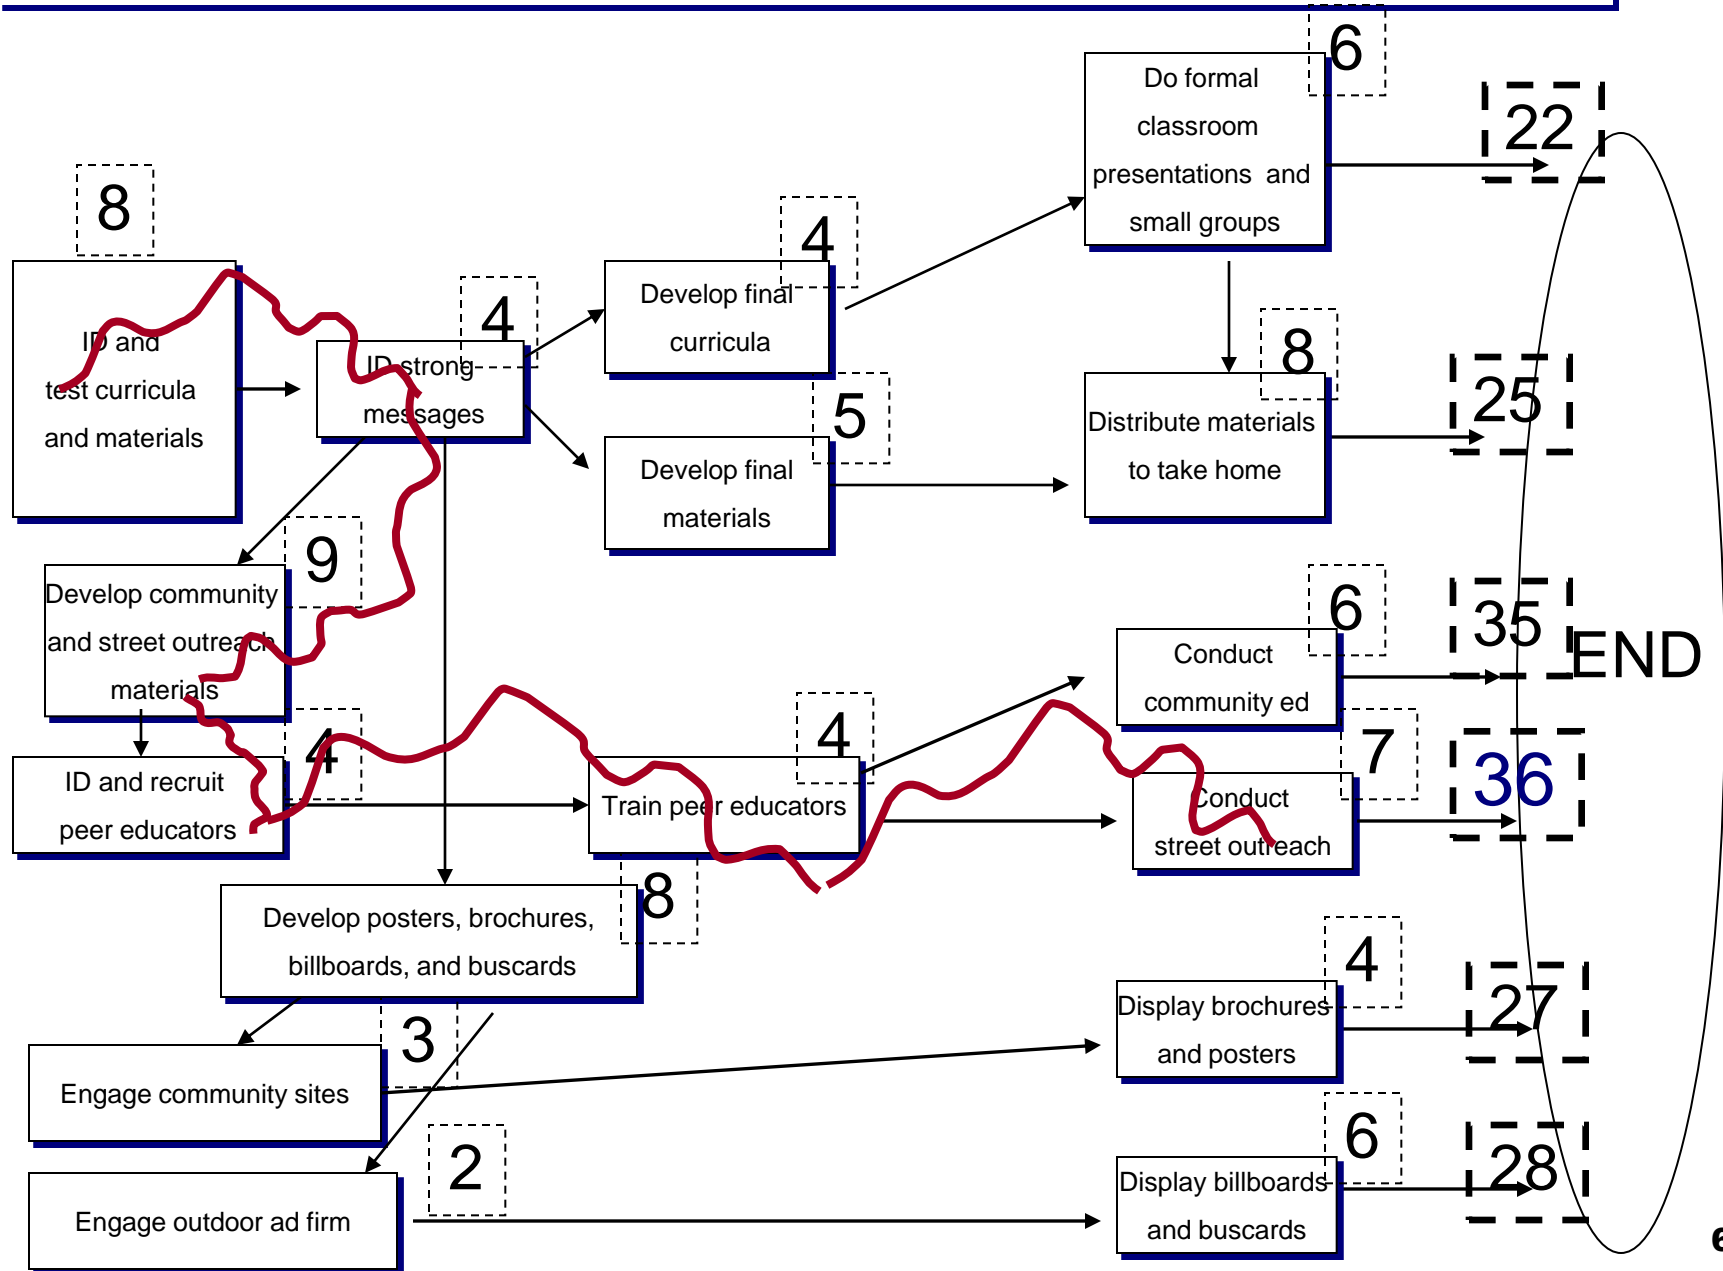 6
Do formal
classroom
presentations and
small groups
22
8
ID and
test curricula
and materials
4
ID strong
messages
4
Develop final
curricula
5
Develop final
materials
8
Distribute materials
to take home
25
9
Develop community
and street outreach
materials
6
Conduct
community ed
35
END
4
ID and recruit
peer educators
4
Train peer educators
7
Conduct
street outreach
36
8
Develop posters, brochures,
billboards, and buscards
4
Display brochures
and posters
27
3
Engage community sites
2
Engage outdoor ad firm
6
Display billboards
and buscards
28